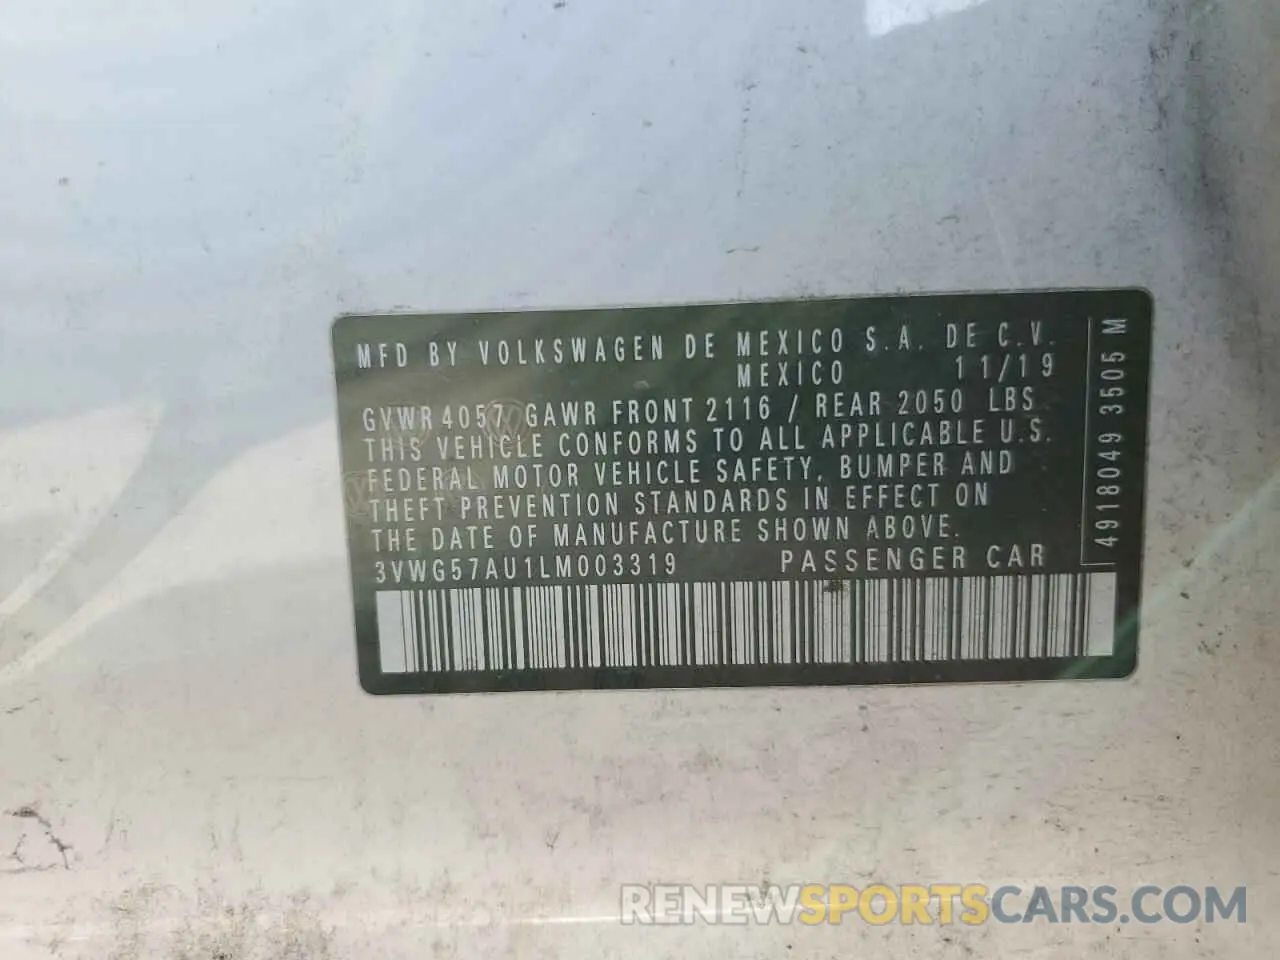 MFD BY VOLKSWAGEN DE MEXICO S.A. DE C.V.
MEXICO 11/19
GVWR 4057 GAWR FRONT 2116 / REAR 2050 LBS
THIS VEHICLE CONFORMS TO ALL APPLICABLE U.S.
FEDERAL MOTOR VEHICLE SAFETY, BUMPER AND
THEFT PREVENTION STANDARDS IN EFFECT ON
THE DATE OF MANUFACTURE SHOWN ABOVE.
3VWG57AU1LM003319 PASSENGER CAR
4918049 3505 M
RENEWSPORTSCARS.COM